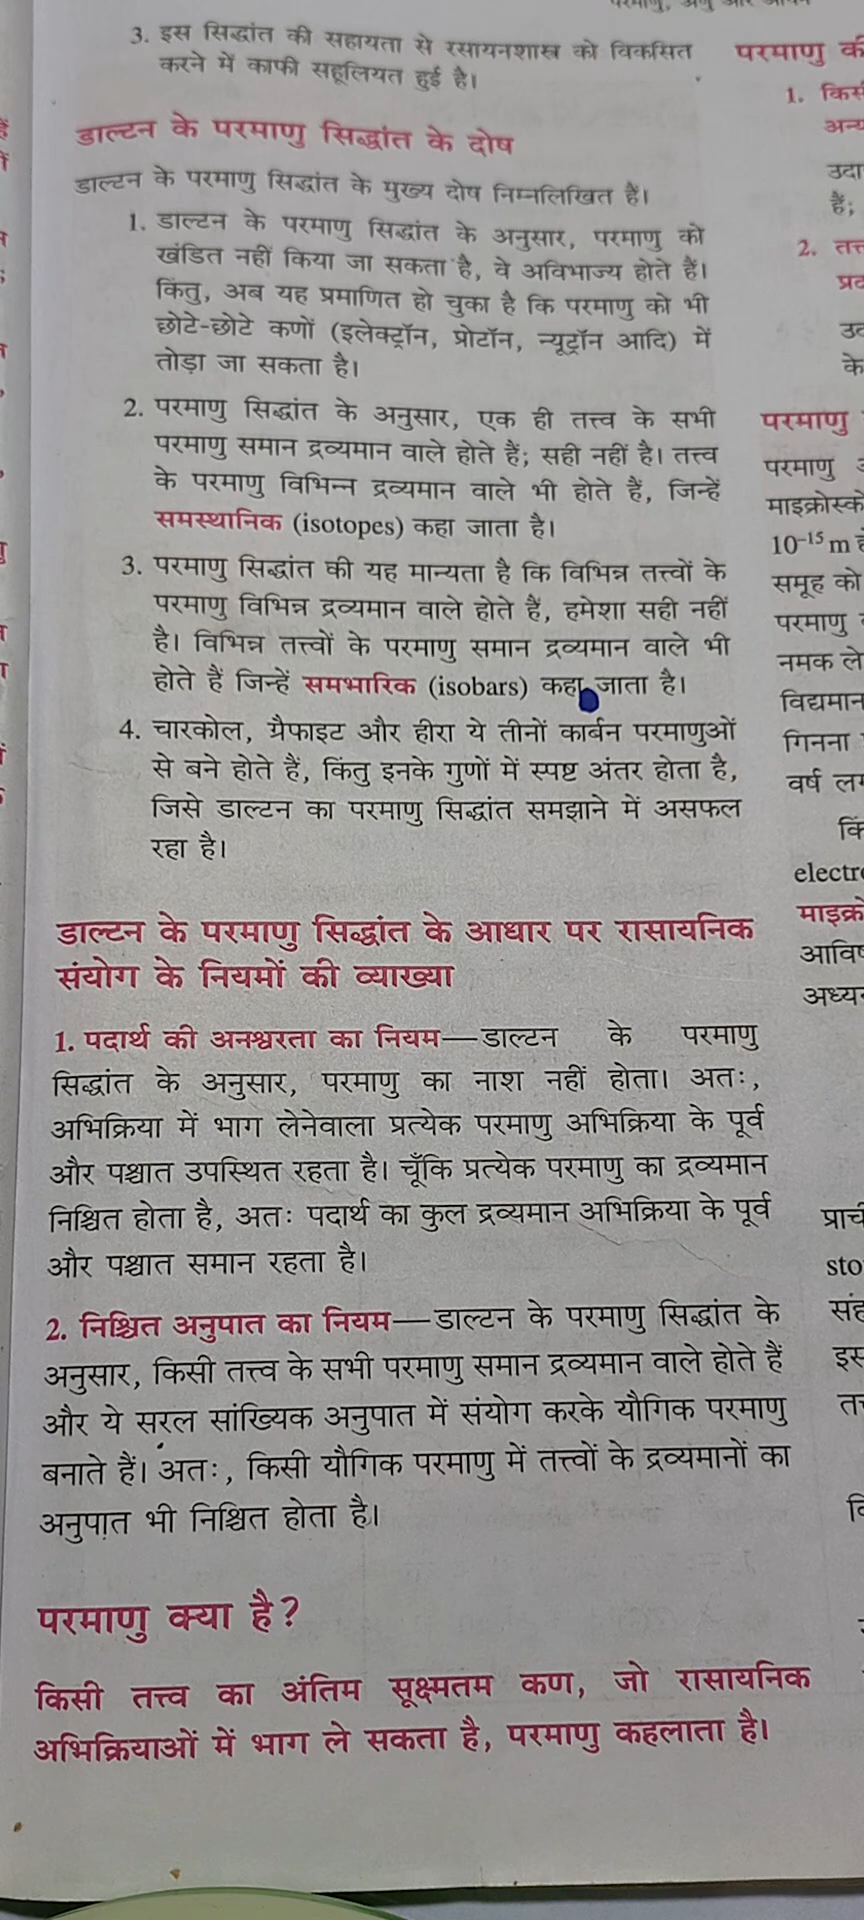 3. इस सिद्धांत की सहायता से रसायनशास्त्र को विकसित
करने में काफी सहूलियत हुई है।
डाल्टन के परमाणु सिद्धांत के दोष
डाल्टन के परमाणु सिद्धांत के मुख्य दोष निम्नलिखित हैं।
1. डाल्टन के परमाणु सिद्धांत के अनुसार, परमाणु को
खंडित नहीं किया जा सकता है, वे अविभाज्य होते हैं।
किंतु, अब यह प्रमाणित हो चुका है कि परमाणु को भी
छोटे-छोटे कणों (इलेक्ट्रॉन, प्रोटॉन, न्यूट्रॉन आदि) में
तोड़ा जा सकता है।
2. परमाणु सिद्धांत के अनुसार, एक ही तत्त्व के सभी
परमाणु समान द्रव्यमान वाले होते हैं; सही नहीं है। तत्त्व
के परमाणु विभिन्न द्रव्यमान वाले भी होते हैं, जिन्हें
समस्थानिक (isotopes) कहा जाता है।
3. परमाणु सिद्धांत की यह मान्यता है कि विभिन्न तत्त्वों के
परमाणु विभिन्न द्रव्यमान वाले होते हैं, हमेशा सही नहीं
है। विभिन्न तत्त्वों के परमाणु समान द्रव्यमान वाले भी
होते हैं जिन्हें समभारिक (isobars) कहा जाता है।
4. चारकोल, ग्रैफाइट और हीरा ये तीनों कार्बन परमाणुओं
से बने होते हैं, किंतु इनके गुणों में स्पष्ट अंतर होता है,
जिसे डाल्टन का परमाणु सिद्धांत समझाने में असफल
रहा है।
डाल्टन के परमाणु सिद्धांत के आधार पर रासायनिक
संयोग के नियमों की व्याख्या
1. पदार्थ की अनश्वरता का नियम—डाल्टन के परमाणु
सिद्धांत के अनुसार, परमाणु का नाश नहीं होता। अतः,
अभिक्रिया में भाग लेनेवाला प्रत्येक परमाणु अभिक्रिया के पूर्व
और पश्चात उपस्थित रहता है। चूँकि प्रत्येक परमाणु का द्रव्यमान
निश्चित होता है, अतः पदार्थ का कुल द्रव्यमान अभिक्रिया के पूर्व
और पश्चात समान रहता है।
2. निश्चित अनुपात का नियम—डाल्टन के परमाणु सिद्धांत के
अनुसार, किसी तत्त्व के सभी परमाणु समान द्रव्यमान वाले होते हैं
और ये सरल सांख्यिक अनुपात में संयोग करके यौगिक परमाणु
बनाते हैं। अतः, किसी यौगिक परमाणु में तत्त्वों के द्रव्यमानों का
अनुपात भी निश्चित होता है।
परमाणु क्या है?
किसी तत्त्व का अंतिम सूक्ष्मतम कण, जो रासायनिक
अभिक्रियाओं में भाग ले सकता है, परमाणु कहलाता है।
परमाणु की
1.
2.
परमाणु
परमाणु
10⁻¹⁵ m
समूह को
परमाणु
नमक ले
विद्यमान
गिनना
वर्ष